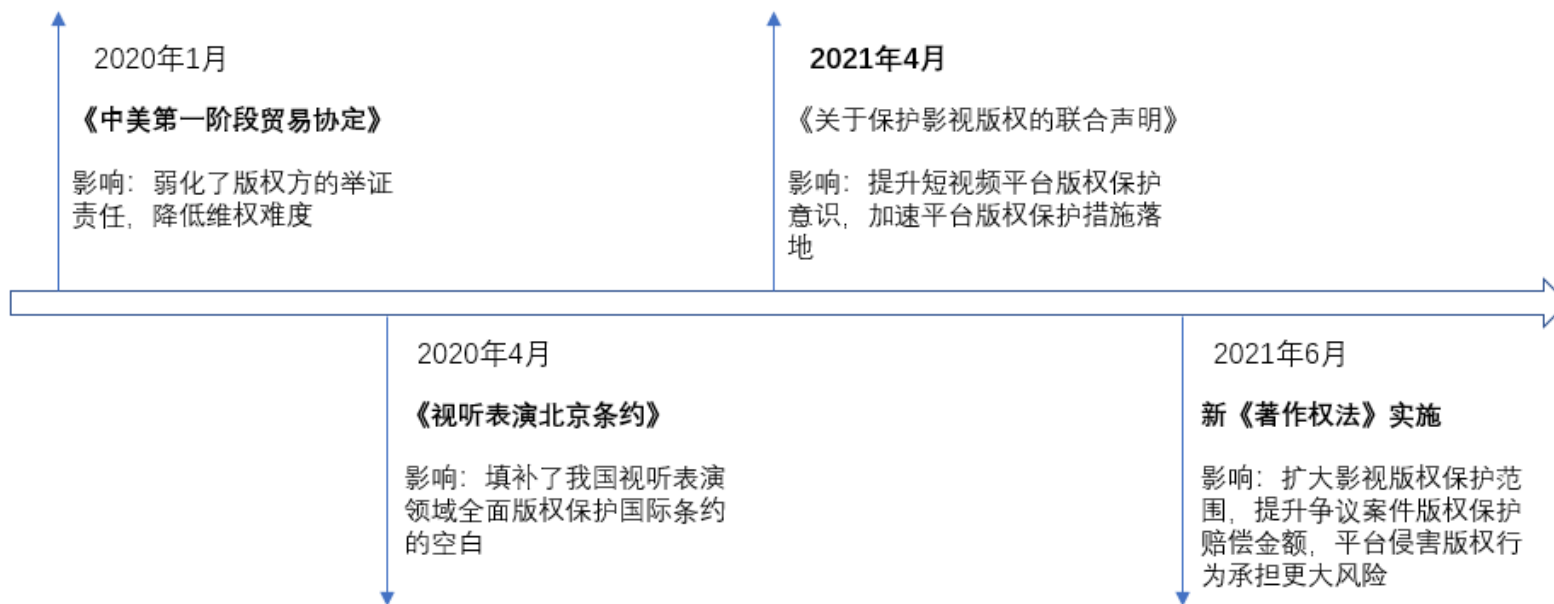 2020年1月
《中美第一阶段贸易协定》
影响：弱化了版权方的举证
责任，降低维权难度
2021年4月
《关于保护影视版权的联合声明》
影响：提升短视频平台版权保护
意识，加速平台版权保护措施落
地
2020年4月
《视听表演北京条约》
影响：填补了我国视听表演
领域全面版权保护国际条约
的空白
2021年6月
新《著作权法》实施
影响：扩大影视版权保护范
围，提升争议案件版权保护
赔偿金额，平台侵害版权行
为承担更大风险